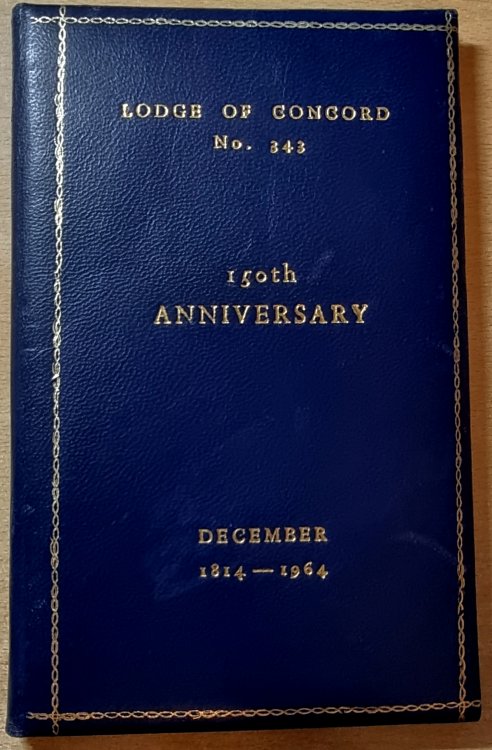 LODGE OF CONCORD
No. 343
150th
ANNIVERSARY
DECEMBER
1814—1964